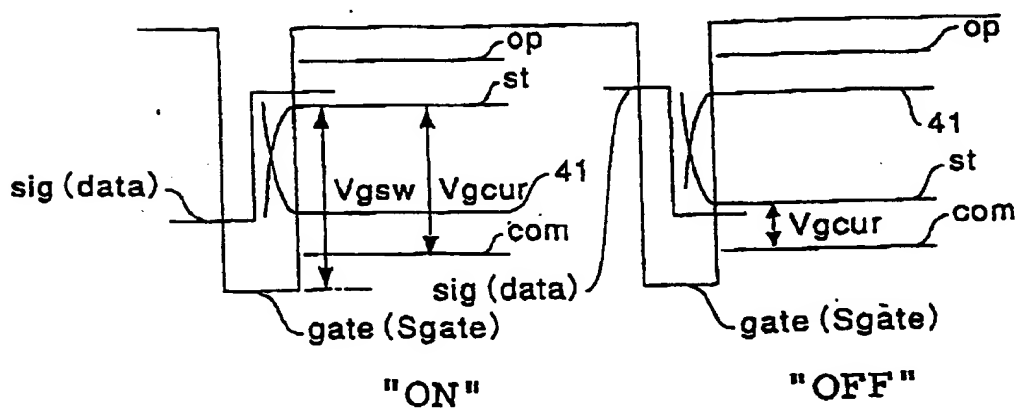 op
op
st
41
sig (data)
Vgsw
Vgcur
41
st
com
com
Vgcur
sig (data)
gate (Sgate)
gate (Sgate)
"ON"
"OFF"